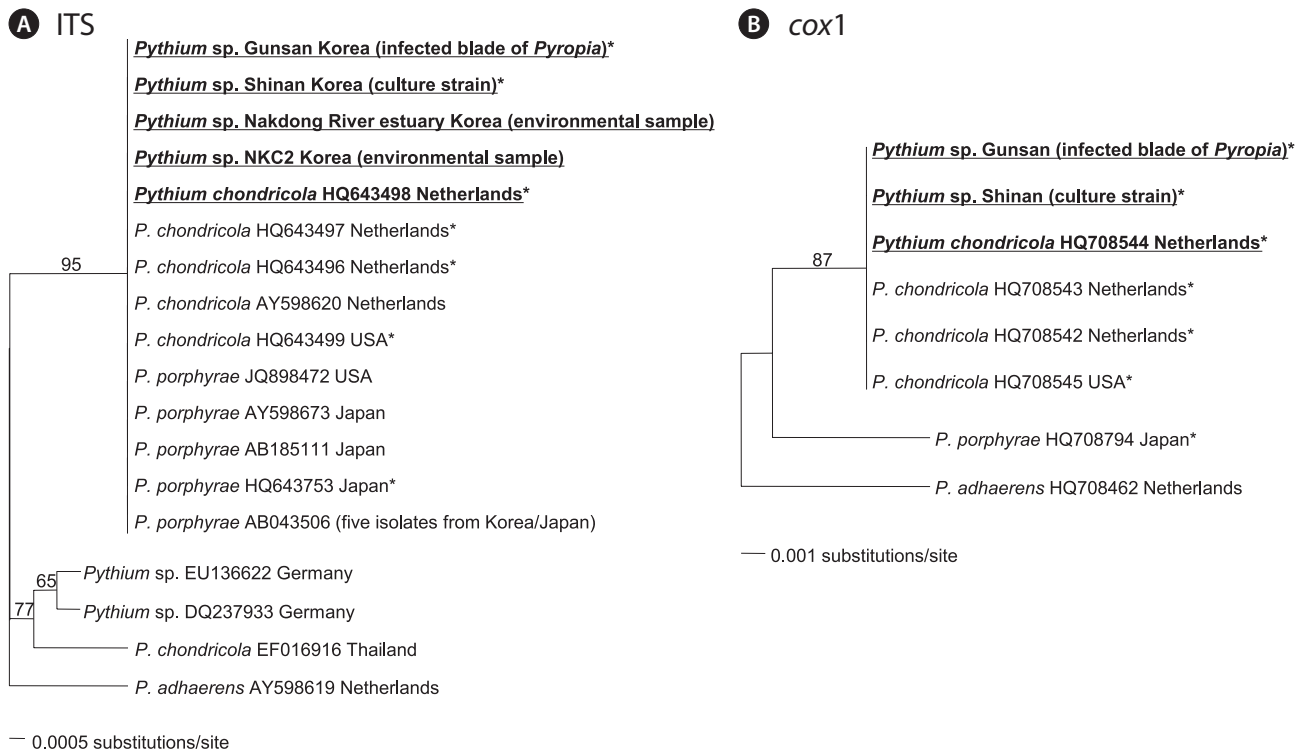 A ITS
Pythium sp. Gunsan Korea (infected blade of Pyropia)*
Pythium sp. Shinan Korea (culture strain)*
Pythium sp. Nakdong River estuary Korea (environmental sample)
Pythium sp. NKC2 Korea (environmental sample)
Pythium chondricola HQ643498 Netherlands*
P. chondricola HQ643497 Netherlands*
95
P. chondricola HQ643496 Netherlands*
P. chondricola AY598620 Netherlands
P. chondricola HQ643499 USA*
P. porphyrae JQ898472 USA
P. porphyrae AY598673 Japan
P. porphyrae AB185111 Japan
P. porphyrae HQ643753 Japan*
P. porphyrae AB043506 (five isolates from Korea/Japan)
65
Pythium sp. EU136622 Germany
77
Pythium sp. DQ237933 Germany
P. chondricola EF016916 Thailand
P. adhaerens AY598619 Netherlands
0.0005 substitutions/site
B cox1
Pythium sp. Gunsan (infected blade of Pyropia)*
Pythium sp. Shinan (culture strain)*
Pythium chondricola HQ708544 Netherlands*
87
P. chondricola HQ708543 Netherlands*
P. chondricola HQ708542 Netherlands*
P. chondricola HQ708545 USA*
P. porphyrae HQ708794 Japan*
P. adhaerens HQ708462 Netherlands
0.001 substitutions/site